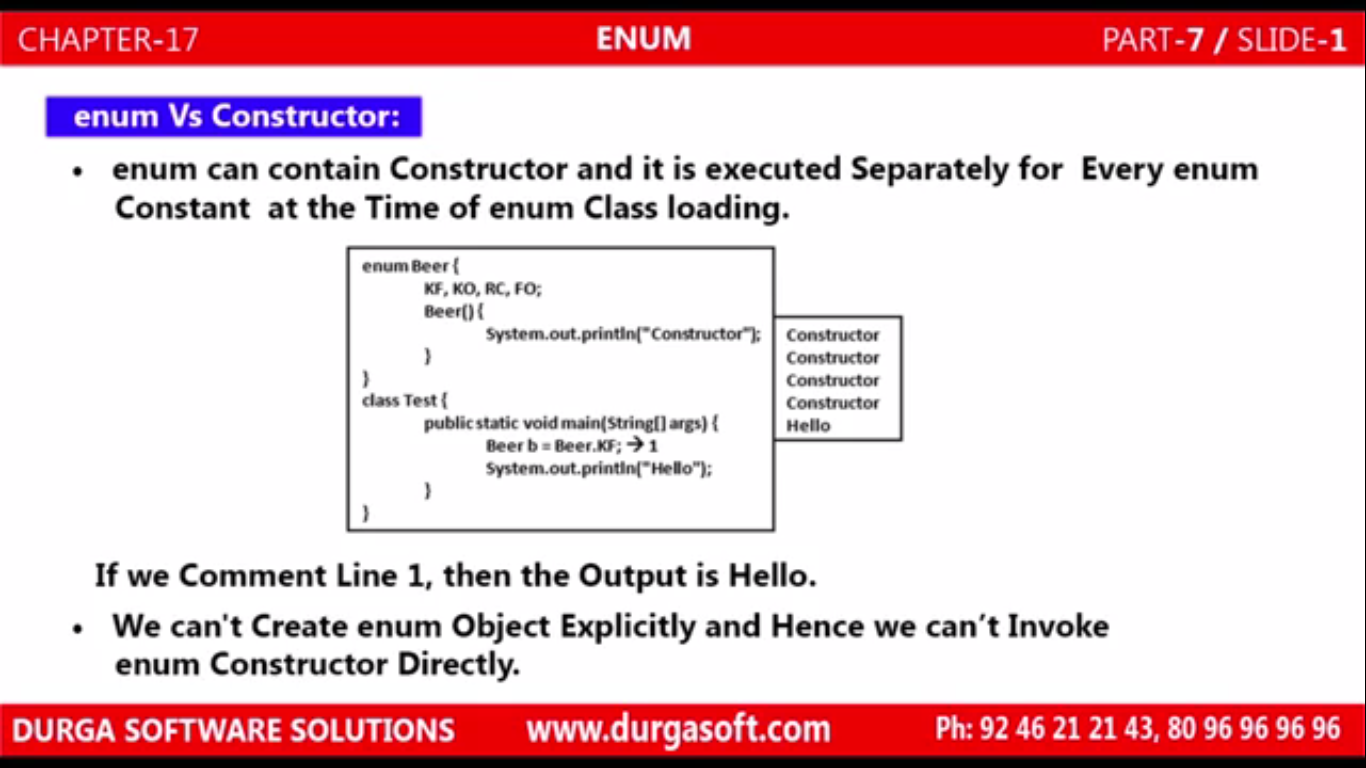 CHAPTER-17 ENUM PART-7 / SLIDE-1
enum Vs Constructor:
• enum can contain Constructor and it is executed Separately for Every enum
Constant at the Time of enum Class loading.
enum Beer {
KF, KO, RC, FO;
Beer() {
System.out.println("Constructor");
}
}
class Test {
public static void main(String[] args) {
Beer b = Beer.KF; → 1
System.out.println("Hello");
}
}
Constructor
Constructor
Constructor
Constructor
Hello
If we Comment Line 1, then the Output is Hello.
• We can't Create enum Object Explicitly and Hence we can’t Invoke
enum Constructor Directly.
DURGA SOFTWARE SOLUTIONS www.durgasoft.com Ph: 92 46 21 21 43, 80 96 96 96 96